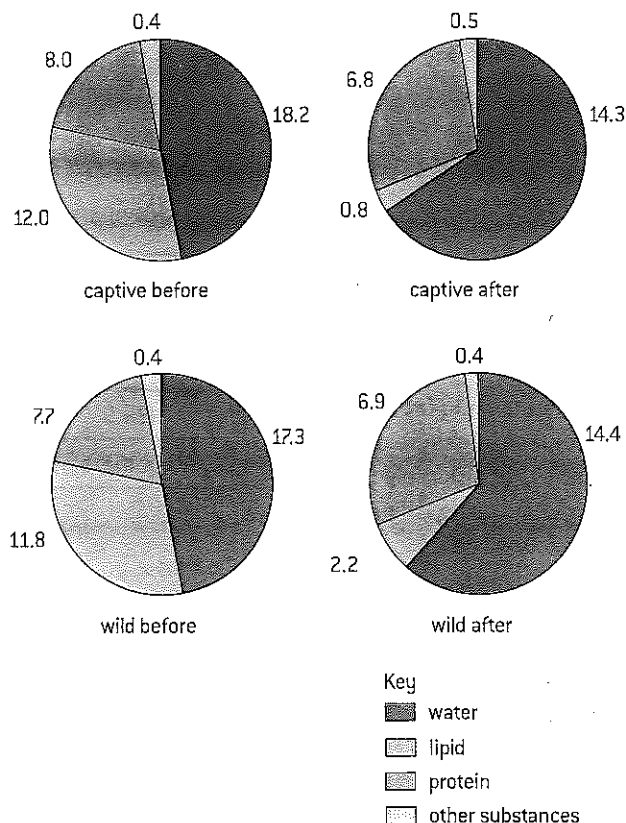 0.4
8.0
18.2
12.0
captive before
0.5
6.8
14.3
0.8
captive after
0.4
7.7
17.3
11.8
wild before
0.4
6.9
14.4
2.2
wild after
Key
water
lipid
protein
other substances